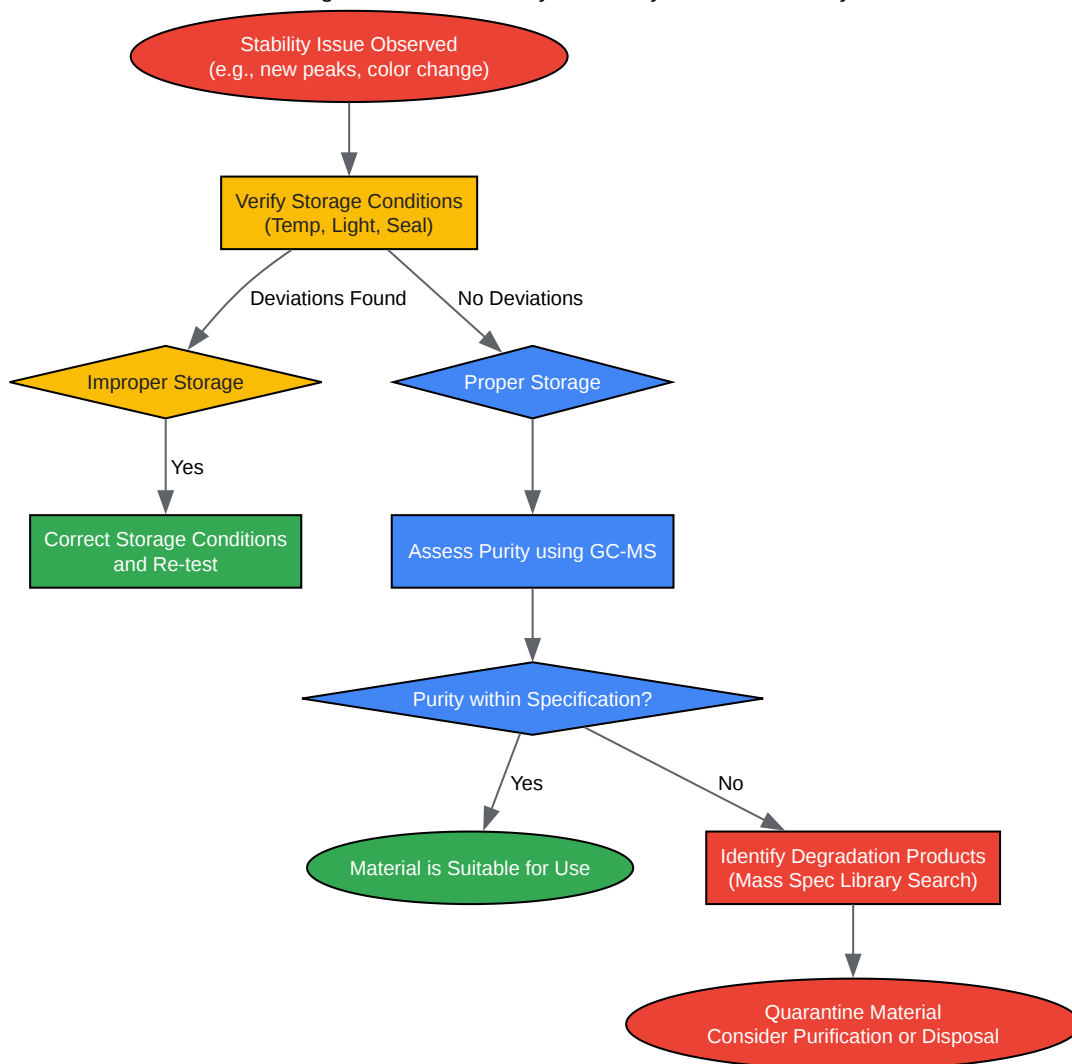 Stability Issue Observed
(e.g., new peaks, color change)
Verify Storage Conditions
(Temp, Light, Seal)
Deviations Found
No Deviations
Improper Storage
Proper Storage
Yes
Correct Storage Conditions
and Re-test
Assess Purity using GC-MS
Purity within Specification?
Yes
No
Material is Suitable for Use
Identify Degradation Products
(Mass Spec Library Search)
Quarantine Material
Consider Purification or Disposal